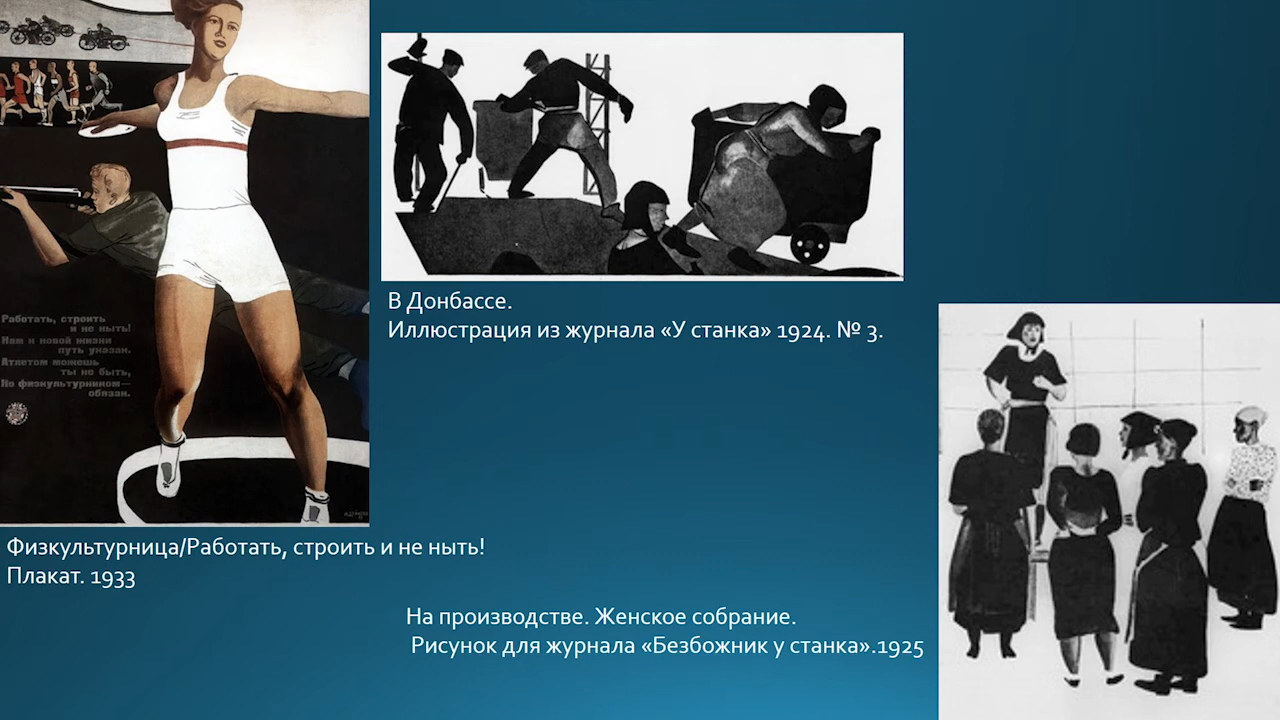 Работать, строить
и не ныть!
Нам к новой жизни
путь указан.
Атлетом можешь
ты не быть,
Но физкультурником—
обязан.
В Донбассе.
Иллюстрация из журнала «У станка» 1924. № 3.
Физкультурница/Работать, строить и не ныть!
Плакат. 1933
На производстве. Женское собрание.
Рисунок для журнала «Безбожник у станка».1925